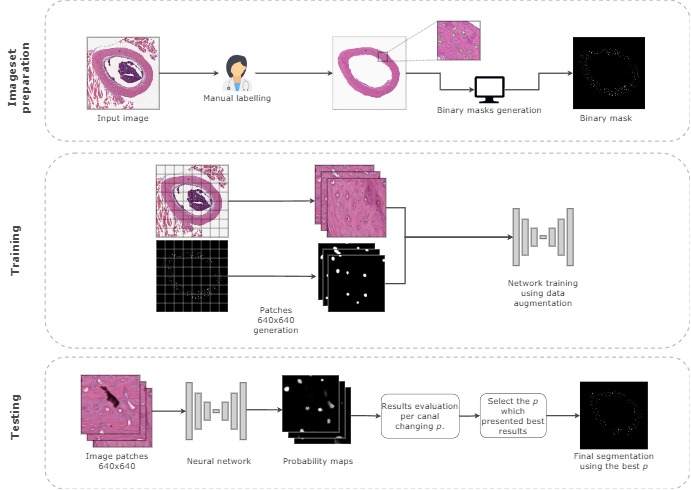 Imageset
preparation
Input image
Manual labelling
Binary masks generation
Binary mask
Training
Patches
640x640
generation
Network training
using data
augmentation
Testing
Image patches
640x640
Neural network
Probability maps
Results evaluation
per canal
changing p.
Select the p
which
presented best
results
Final segmentation
using the best p